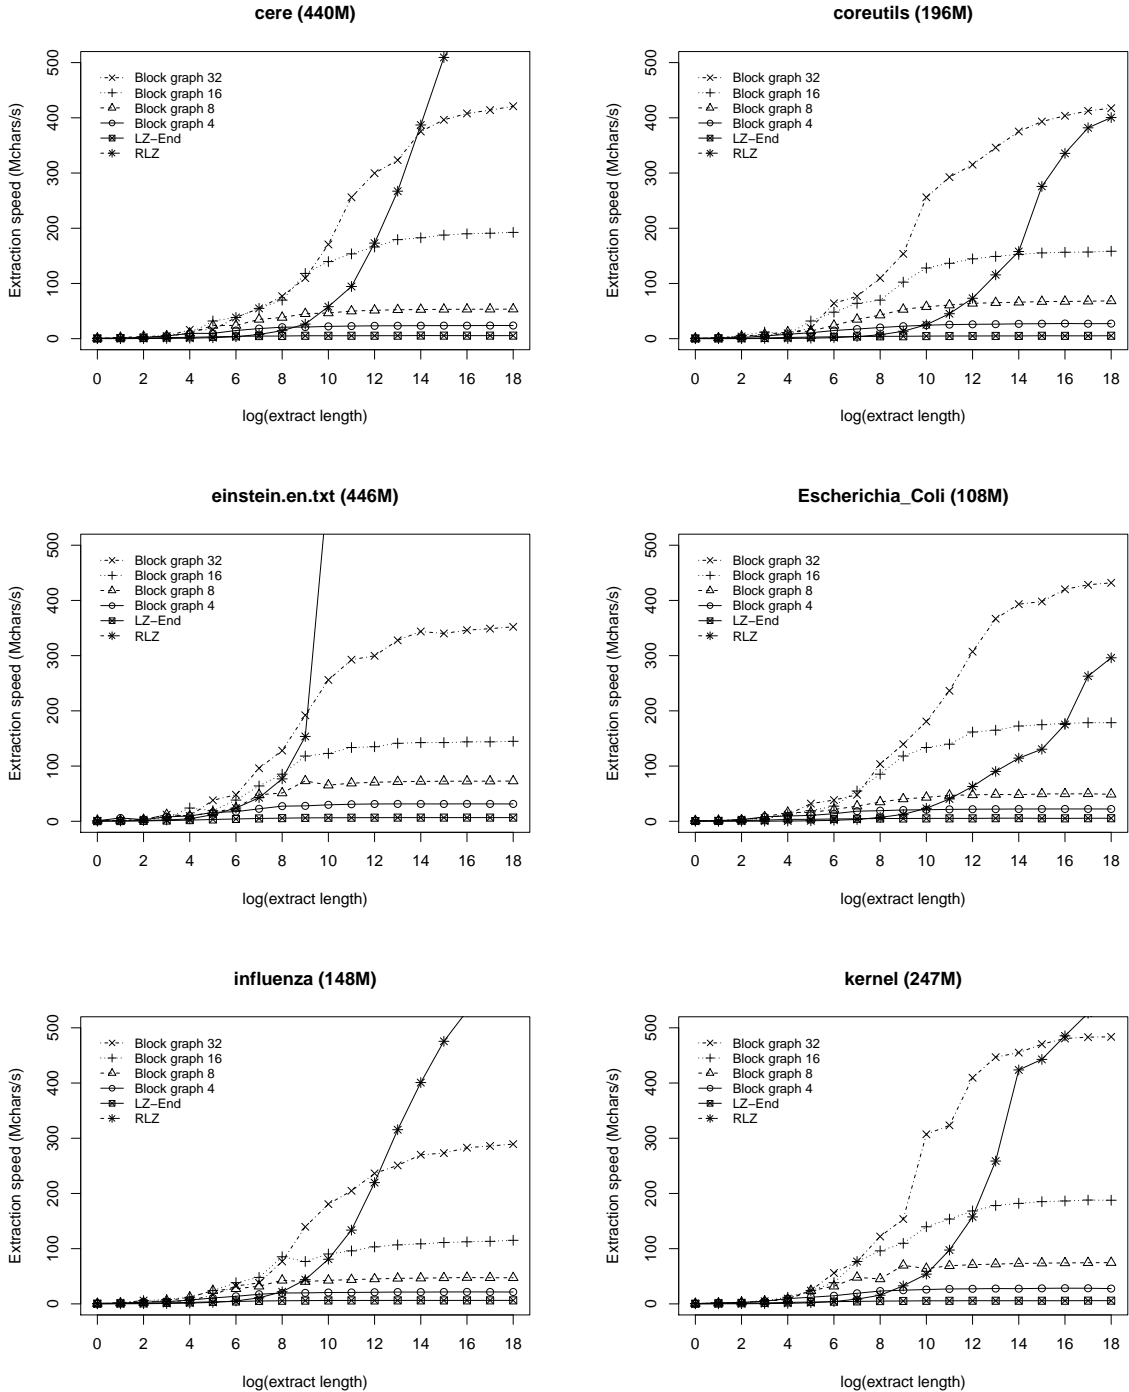 cere (440M)
Extraction speed (Mchars/s)
500
400
300
200
100
0
Block graph 32
Block graph 16
Block graph 8
Block graph 4
LZ−End
RLZ
0 2 4 6 8 10 12 14 16 18
log(extract length)
coreutils (196M)
Extraction speed (Mchars/s)
500
400
300
200
100
0
Block graph 32
Block graph 16
Block graph 8
Block graph 4
LZ−End
RLZ
0 2 4 6 8 10 12 14 16 18
log(extract length)
einstein.en.txt (446M)
Extraction speed (Mchars/s)
500
400
300
200
100
0
Block graph 32
Block graph 16
Block graph 8
Block graph 4
LZ−End
RLZ
0 2 4 6 8 10 12 14 16 18
log(extract length)
Escherichia_Coli (108M)
Extraction speed (Mchars/s)
500
400
300
200
100
0
Block graph 32
Block graph 16
Block graph 8
Block graph 4
LZ−End
RLZ
0 2 4 6 8 10 12 14 16 18
log(extract length)
influenza (148M)
Extraction speed (Mchars/s)
500
400
300
200
100
0
Block graph 32
Block graph 16
Block graph 8
Block graph 4
LZ−End
RLZ
0 2 4 6 8 10 12 14 16 18
log(extract length)
kernel (247M)
Extraction speed (Mchars/s)
500
400
300
200
100
0
Block graph 32
Block graph 16
Block graph 8
Block graph 4
LZ−End
RLZ
0 2 4 6 8 10 12 14 16 18
log(extract length)